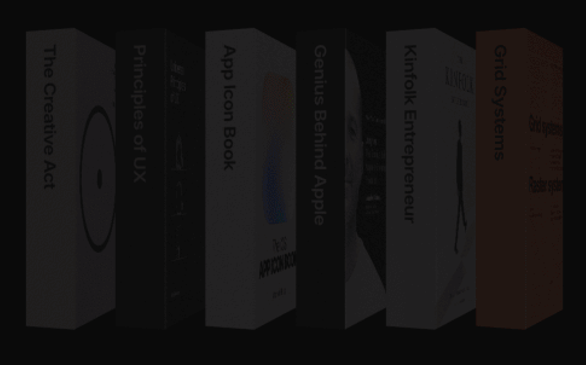 The Creative Act
Principles of UX
App Icon Book
APP ICON BOOK
Genius Behind Apple
Kinfolk Entrepreneur
KINFOLK
Grid Systems
Grid systems
Raster systeme